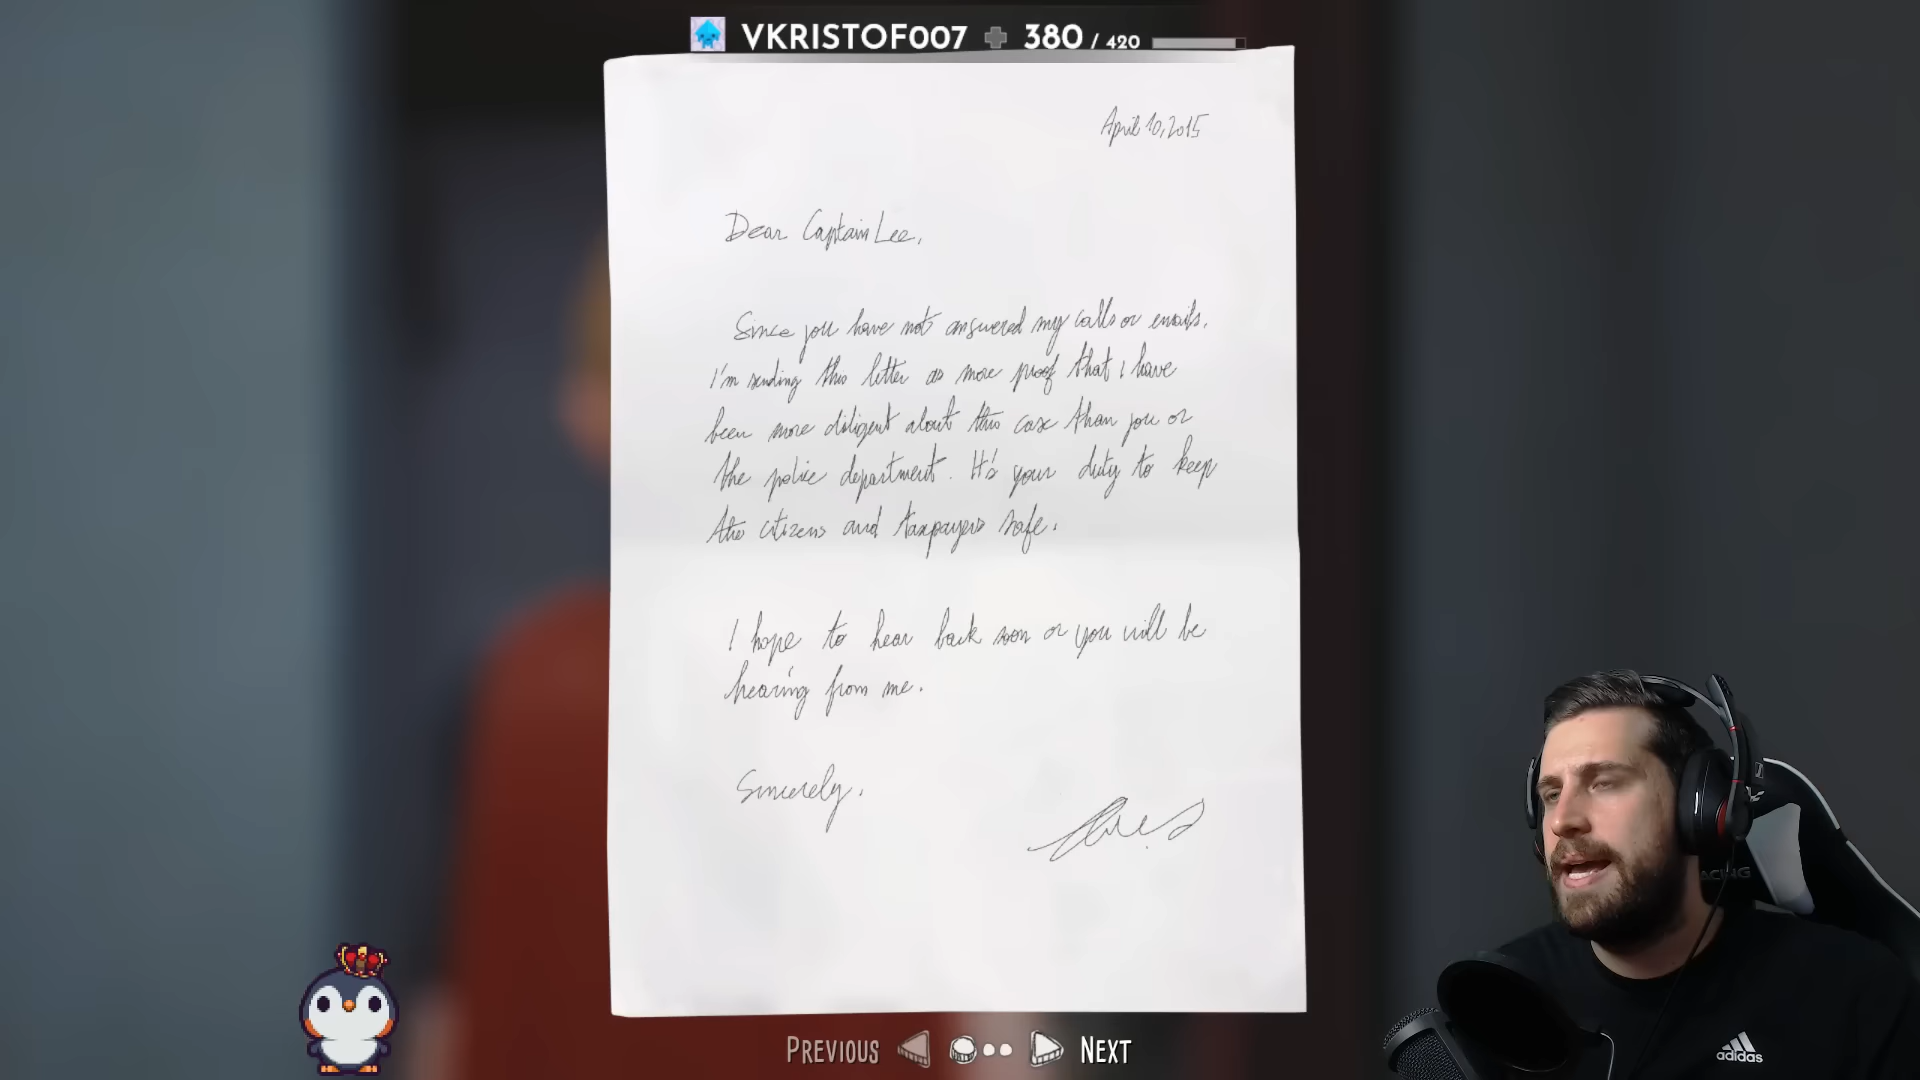 VKRISTOF007 380 / 420
April 10, 2015
Dear Captain Lee,
Since you have not answered my calls or emails,
I'm sending this letter as more proof that I have
been more diligent about this case than you or
the police department. It's your duty to keep
the citizens and taxpayers safe.
I hope to hear back soon or you will be
hearing from me.
Sincerely,
PREVIOUS NEXT
adidas